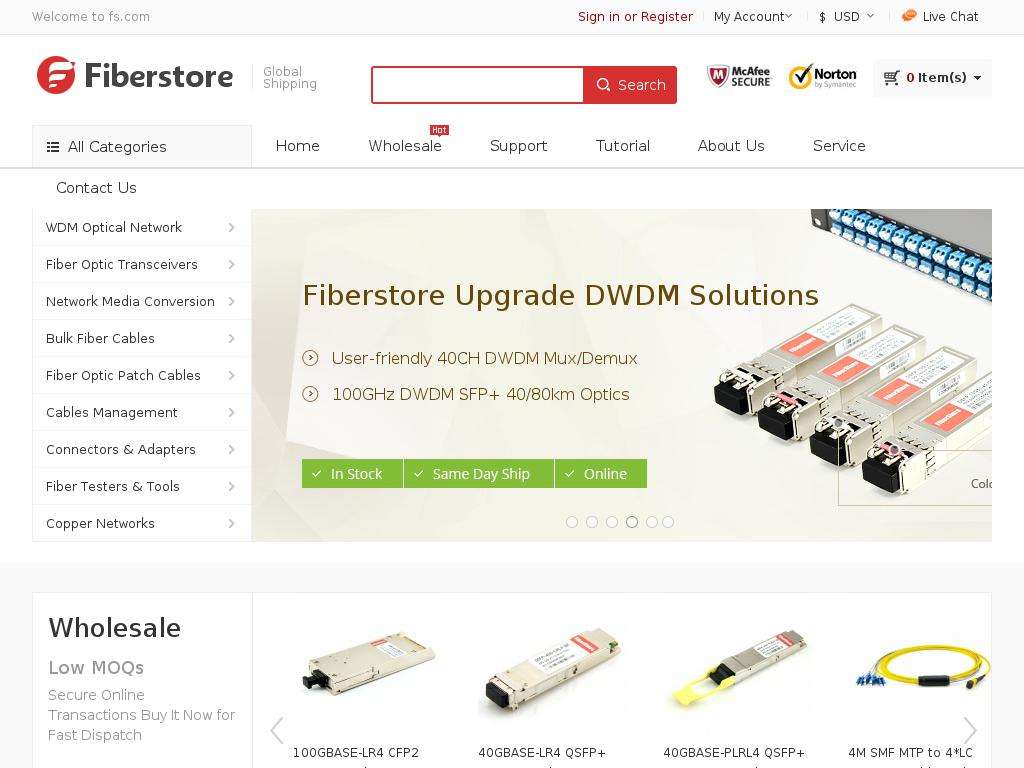 Welcome to fs.com
Sign in or Register
My Account
$ USD
Live Chat
Fiberstore
Global
Shipping
Search
McAfee
SECURE
Norton
by Symantec
0 Item(s)
All Categories
Home
Wholesale
Hot
Support
Tutorial
About Us
Service
Contact Us
WDM Optical Network
Fiber Optic Transceivers
Network Media Conversion
Bulk Fiber Cables
Fiber Optic Patch Cables
Cables Management
Connectors & Adapters
Fiber Testers & Tools
Copper Networks
Fiberstore Upgrade DWDM Solutions
User-friendly 40CH DWDM Mux/Demux
100GHz DWDM SFP+ 40/80km Optics
In Stock
Same Day Ship
Online
Wholesale
Low MOQs
Secure Online
Transactions Buy It Now for
Fast Dispatch
100GBASE-LR4 CFP2
40GBASE-LR4 QSFP+
40GBASE-PLRL4 QSFP+
4M SMF MTP to 4*LC